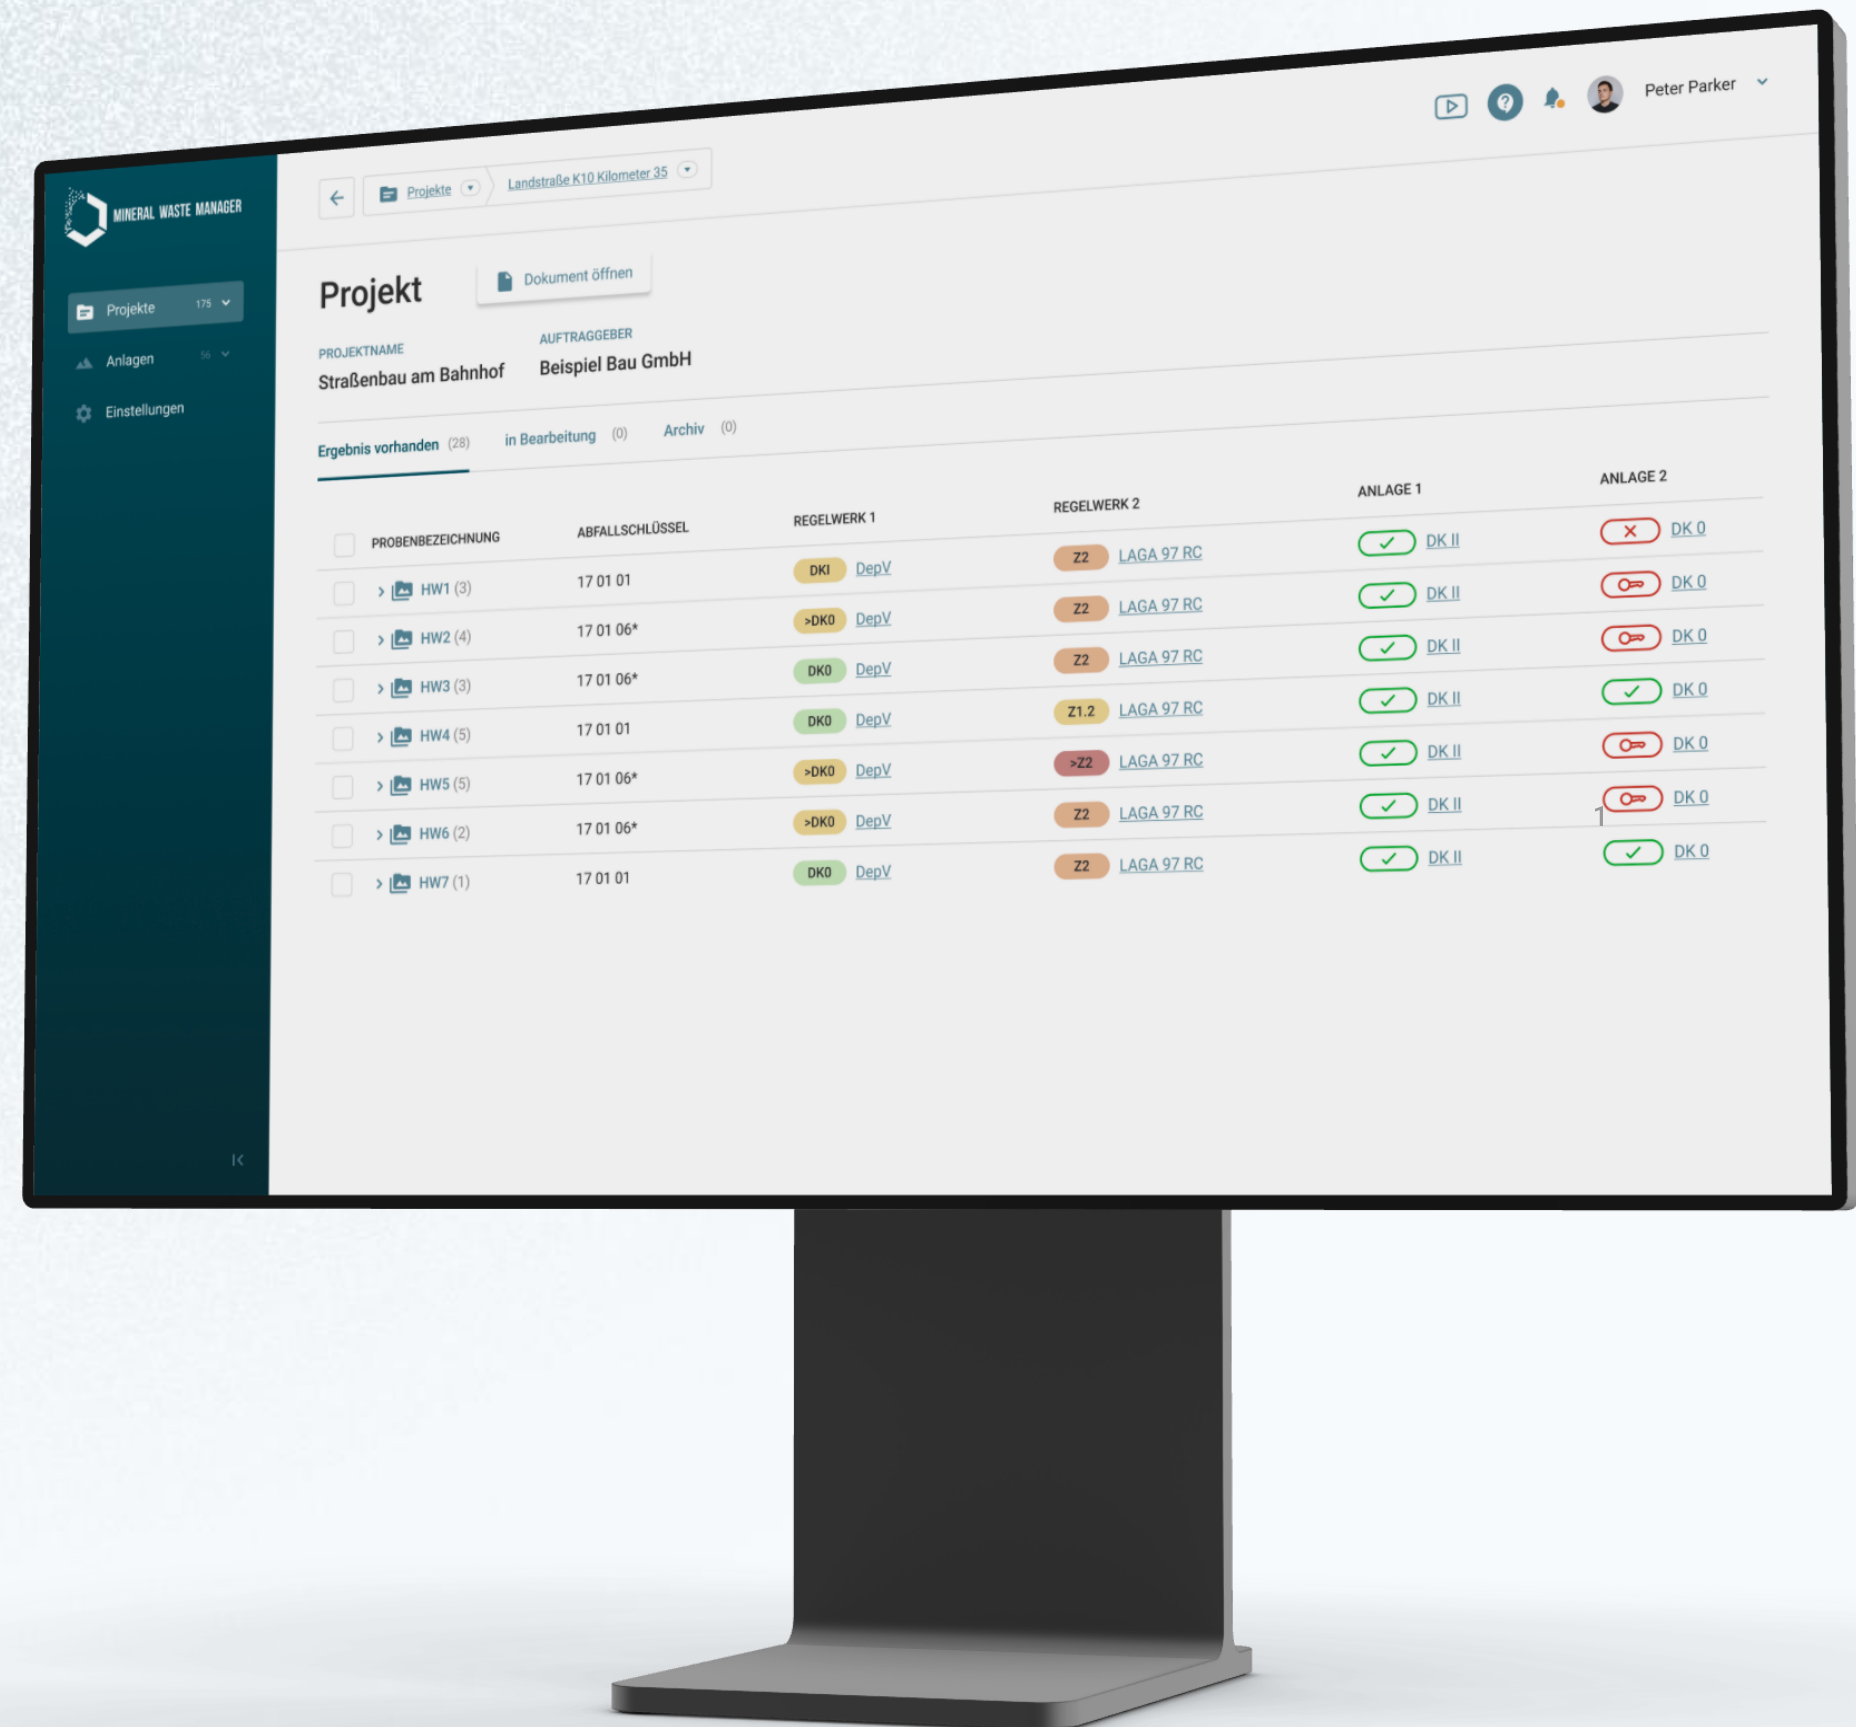 MINERAL WASTE MANAGER
Projekte 175
Anlagen 56
Einstellungen
Projekte Landstraße K10 Kilometer 35
Peter Parker
Projekt Dokument öffnen
PROJEKTNAME AUFTRAGGEBER
Straßenbau am Bahnhof Beispiel Bau GmbH
Ergebnis vorhanden (28) in Bearbeitung (0) Archiv (0)
PROBENBEZEICHNUNG ABFALLSCHLÜSSEL REGELWERK 1 REGELWERK 2 ANLAGE 1 ANLAGE 2
HW1 (3) 17 01 01 DKI DepV Z2 LAGA 97 RC DK II DK 0
HW2 (4) 17 01 06* >DK0 DepV Z2 LAGA 97 RC DK II DK 0
HW3 (3) 17 01 06* DK0 DepV Z2 LAGA 97 RC DK II DK 0
HW4 (5) 17 01 01 DK0 DepV Z1.2 LAGA 97 RC DK II DK 0
HW5 (5) 17 01 06* >DK0 DepV >Z2 LAGA 97 RC DK II DK 0
HW6 (2) 17 01 06* >DK0 DepV Z2 LAGA 97 RC DK II 1 DK 0
HW7 (1) 17 01 01 DK0 DepV Z2 LAGA 97 RC DK II DK 0